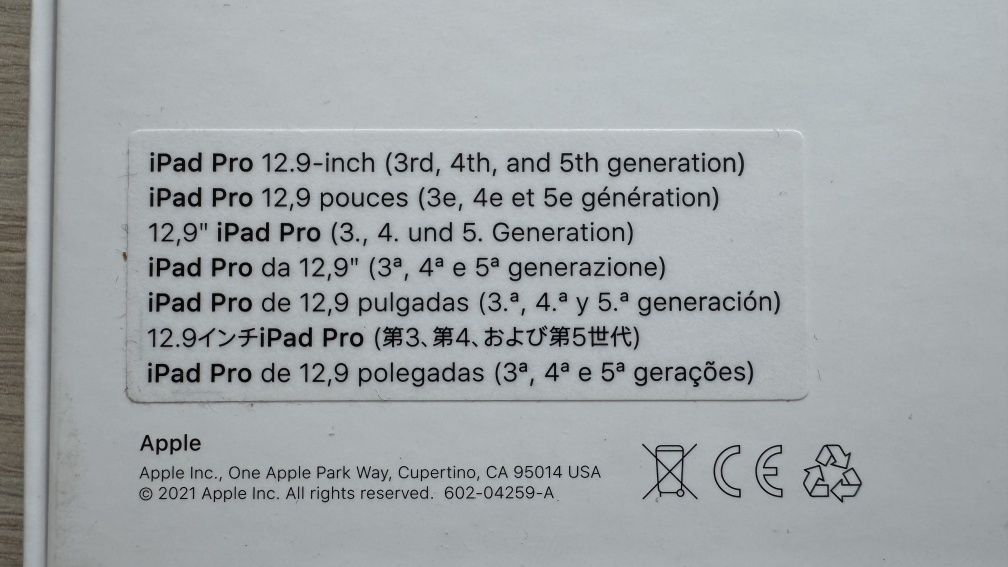 iPad Pro 12.9-inch (3rd, 4th, and 5th generation)
iPad Pro 12,9 pouces (3e, 4e et 5e génération)
12,9" iPad Pro (3., 4. und 5. Generation)
iPad Pro da 12,9" (3ª, 4ª e 5ª generazione)
iPad Pro de 12,9 pulgadas (3.ª, 4.ª y 5.ª generación)
12.9インチiPad Pro (第3、第4、および第5世代)
iPad Pro de 12,9 polegadas (3ª, 4ª e 5ª gerações)
Apple
Apple Inc., One Apple Park Way, Cupertino, CA 95014 USA
© 2021 Apple Inc. All rights reserved. 602-04259-A
CE